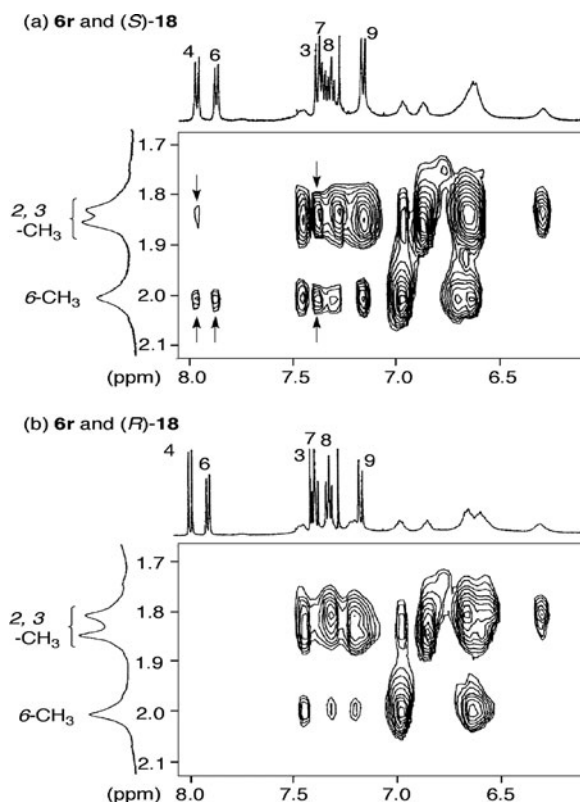 (a) 6r and (S)-18
4 6 3 7 8 9
1.7
1.8
2, 3
-CH3
1.9
6-CH3
2.0
2.1
(ppm) 8.0 7.5 7.0 6.5
(b) 6r and (R)-18
4 6 3 7 8 9
1.7
2, 3
-CH3
1.8
1.9
6-CH3
2.0
2.1
(ppm) 8.0 7.5 7.0 6.5